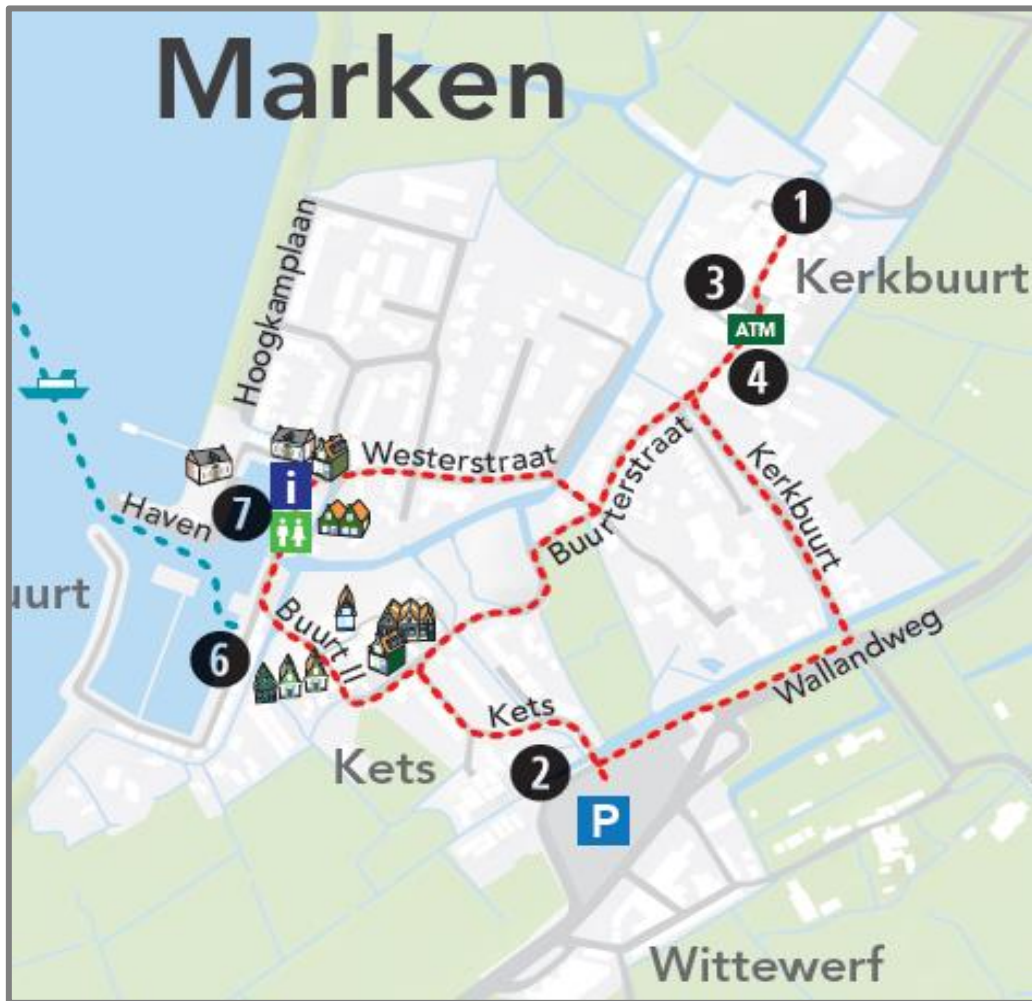 Marken
1
Kerkbuurt
3
ATM
4
Hoogkamplaan
Westerstraat
Buurterstraat
Kerkbuurt
i
7
Haven
uurt
Buurt II
6
Wallandweg
Kets
Kets
2
P
Wittewerf